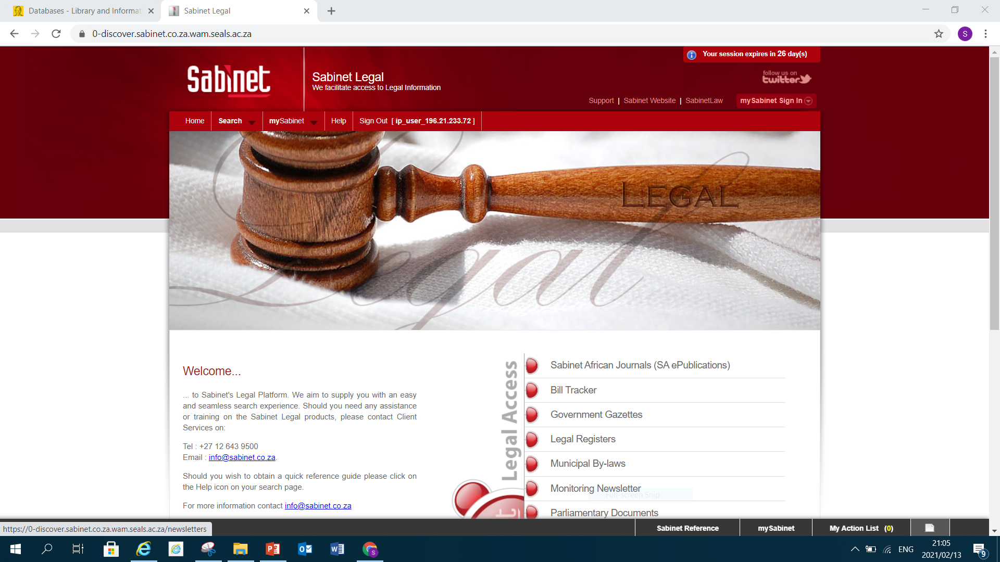 Databases - Library and Informat
Sabinet Legal
0-discover.sabinet.co.za.wam.seals.ac.za
S
Your session expires in 26 day(s)
follow us on
twitter
Sabinet
Sabinet Legal
We facilitate access to Legal Information
Support | Sabinet Website | SabinetLaw
mySabinet Sign In
Home
Search
mySabinet
Help
Sign Out [ ip_user_196.21.233.72 ]
LEGAL
Legal
Welcome...
... to Sabinet's Legal Platform. We aim to supply you with an easy
and seamless search experience. Should you need any assistance
or training on the Sabinet Legal products, please contact Client
Services on:
Tel : +27 12 643 9500
Email : info@sabinet.co.za.
Should you wish to obtain a quick reference guide please click on
the Help icon on your search page.
For more information contact info@sabinet.co.za
Legal Access
Sabinet African Journals (SA ePublications)
Bill Tracker
Government Gazettes
Legal Registers
Municipal By-laws
Monitoring Newsletter
Full-screen Snip
Parliamentary Documents
https://0-discover.sabinet.co.za.wam.seals.ac.za/newsletters
Sabinet Reference
mySabinet
My Action List (0)
ENG
21:05
2021/02/13
9